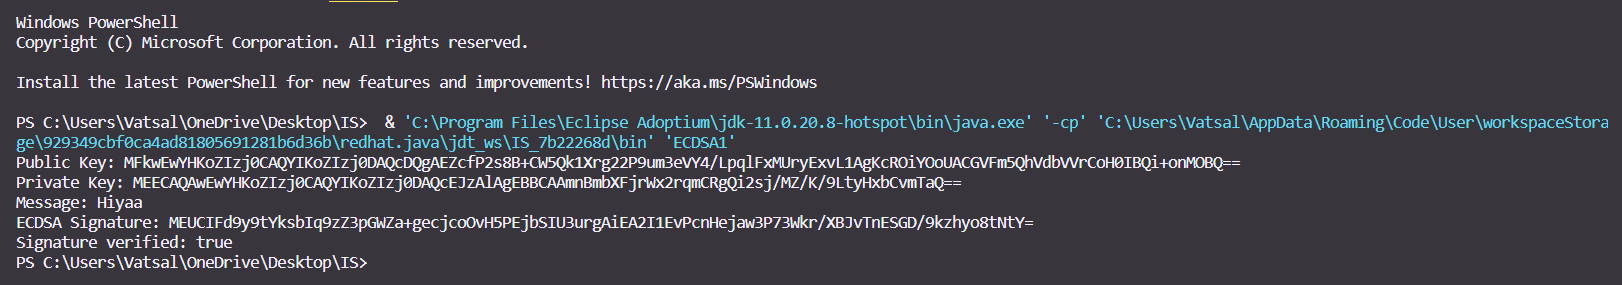 Windows PowerShell
Copyright (C) Microsoft Corporation. All rights reserved.
Install the latest PowerShell for new features and improvements! https://aka.ms/PSWindows
PS C:\Users\Vatsal\OneDrive\Desktop\IS>  & 'C:\Program Files\Eclipse Adoptium\jdk-11.0.20.8-hotspot\bin\java.exe' '-cp' 'C:\Users\Vatsal\AppData\Roaming\Code\User\workspaceStora
ge\929349cbf0ca4ad81805691281b6d36b\redhat.java\jdt_ws\IS_7b22268d\bin' 'ECDSA1'
Public Key: MFkwEwYHKoZIzj0CAQYIKoZIzj0DAQcDQgAEZcfP2s8B+CW5Qk1Xrg22P9um3eVY4/LpqlFxMUryExvL1AgKcROiYOoUACGVFm5QhVdbVVrCoH0IBQi+onMOBQ==
Private Key: MEECAQAwEwYHKoZIzj0CAQYIKoZIzj0DAQcEJzAlAgEBBCAAmnBmbXFjrWx2rqmCRgQi2sj/MZ/K/9LtyHxbCvmTaQ==
Message: Hiyaa
ECDSA Signature: MEUCIFd9y9tYksbIq9zZ3pGWZa+gecjcoOvH5PEjbSIU3urgAiEA2I1EvPcnHejaw3P73Wkr/XBJvTnESGD/9kzhyo8tNtY=
Signature verified: true
PS C:\Users\Vatsal\OneDrive\Desktop\IS>